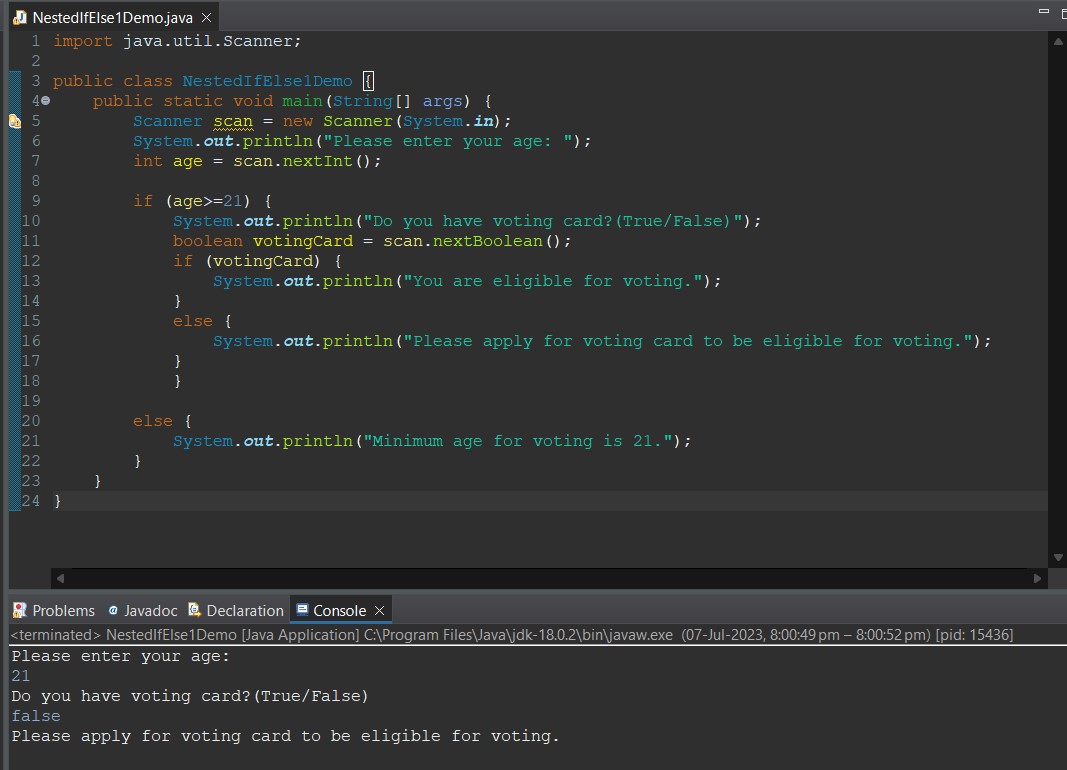 NestedIfElse1Demo.java
1 import java.util.Scanner;
2
3 public class NestedIfElse1Demo {
4 public static void main(String[] args) {
5 Scanner scan = new Scanner(System.in);
6 System.out.println("Please enter your age: ");
7 int age = scan.nextInt();
8
9 if (age>=21) {
10 System.out.println("Do you have voting card?(True/False)");
11 boolean votingCard = scan.nextBoolean();
12 if (votingCard) {
13 System.out.println("You are eligible for voting.");
14 }
15 else {
16 System.out.println("Please apply for voting card to be eligible for voting.");
17 }
18 }
19
20 else {
21 System.out.println("Minimum age for voting is 21.");
22 }
23 }
24 }
Problems @ Javadoc Declaration Console
<terminated> NestedIfElse1Demo [Java Application] C:\Program Files\Java\jdk-18.0.2\bin\javaw.exe (07-Jul-2023, 8:00:49 pm – 8:00:52 pm) [pid: 15436]
Please enter your age:
21
Do you have voting card?(True/False)
false
Please apply for voting card to be eligible for voting.